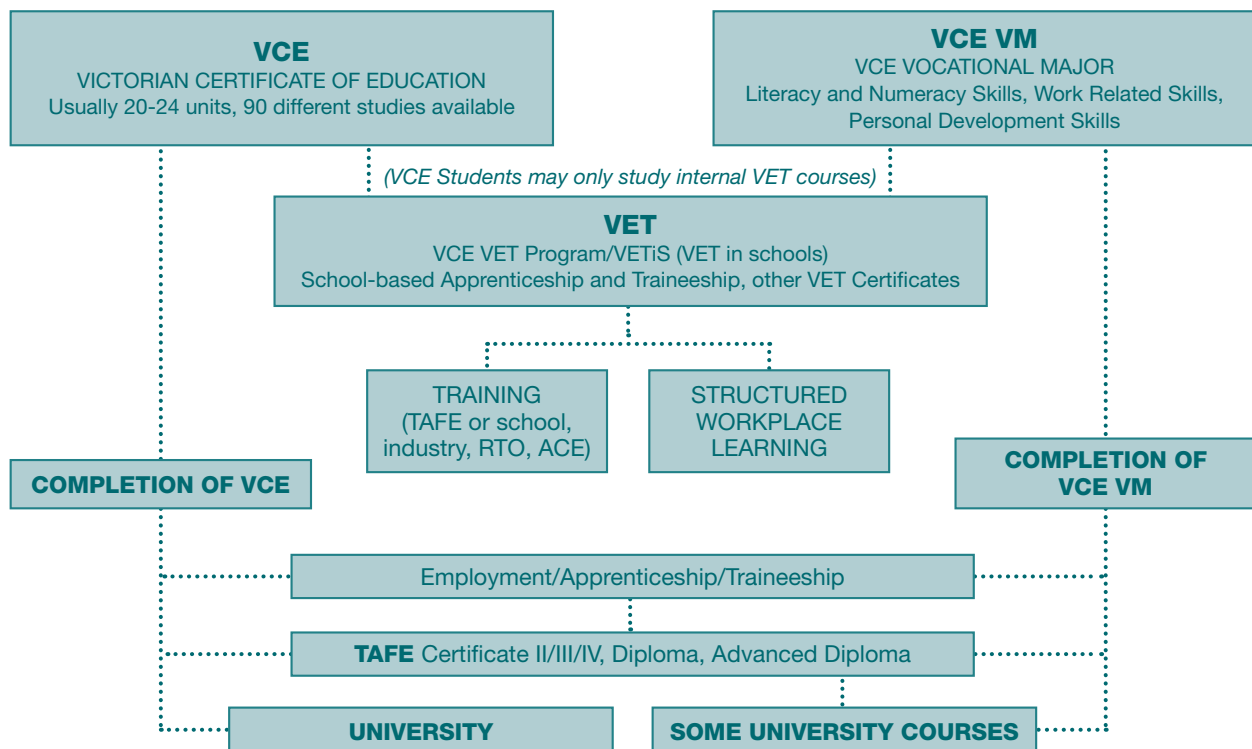 VCE
VICTORIAN CERTIFICATE OF EDUCATION
Usually 20-24 units, 90 different studies available
VCE VM
VCE VOCATIONAL MAJOR
Literacy and Numeracy Skills, Work Related Skills,
Personal Development Skills
(VCE Students may only study internal VET courses)
VET
VCE VET Program/VETiS (VET in schools)
School-based Apprenticeship and Traineeship, other VET Certificates
TRAINING
(TAFE or school,
industry, RTO, ACE)
STRUCTURED
WORKPLACE
LEARNING
COMPLETION OF VCE
COMPLETION OF
VCE VM
Employment/Apprenticeship/Traineeship
TAFE Certificate II/III/IV, Diploma, Advanced Diploma
UNIVERSITY
SOME UNIVERSITY COURSES